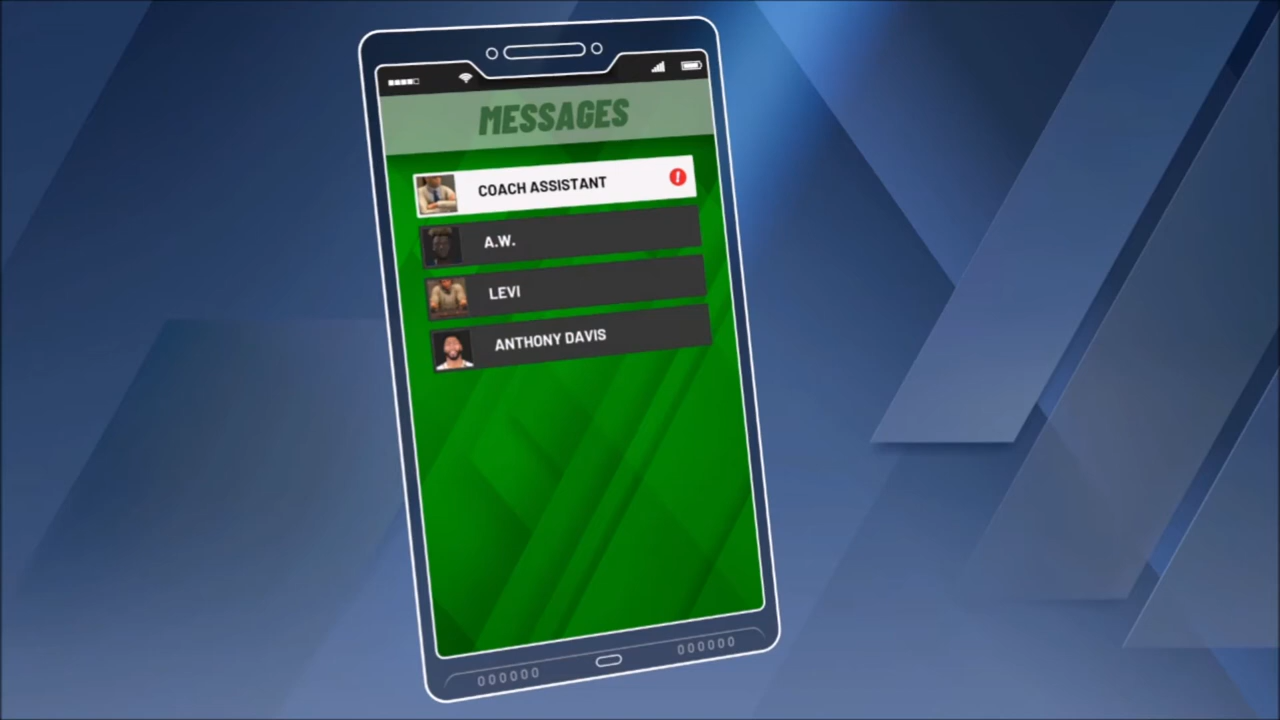 MESSAGES
COACH ASSISTANT
A.W.
LEVI
ANTHONY DAVIS